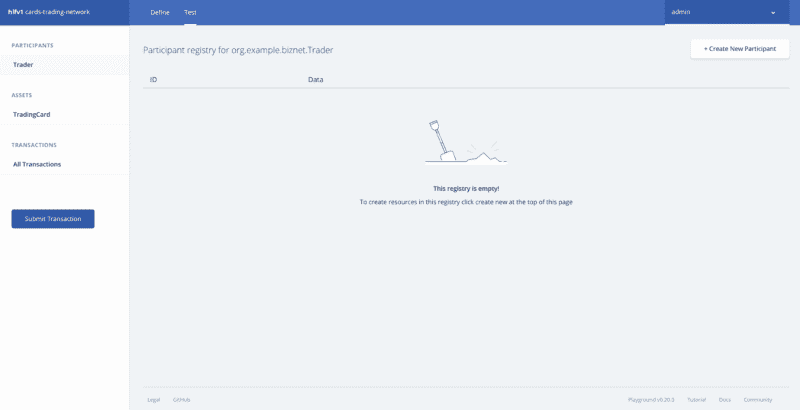 hlfv1 cards-trading-network
Define
Test
admin
PARTICIPANTS
Trader
ASSETS
TradingCard
TRANSACTIONS
All Transactions
Submit Transaction
Participant registry for org.example.biznet.Trader
+ Create New Participant
ID
Data
This registry is empty!
To create resources in this registry click create new at the top of this page
Legal
GitHub
Playground v0.20.0
Tutorial
Docs
Community